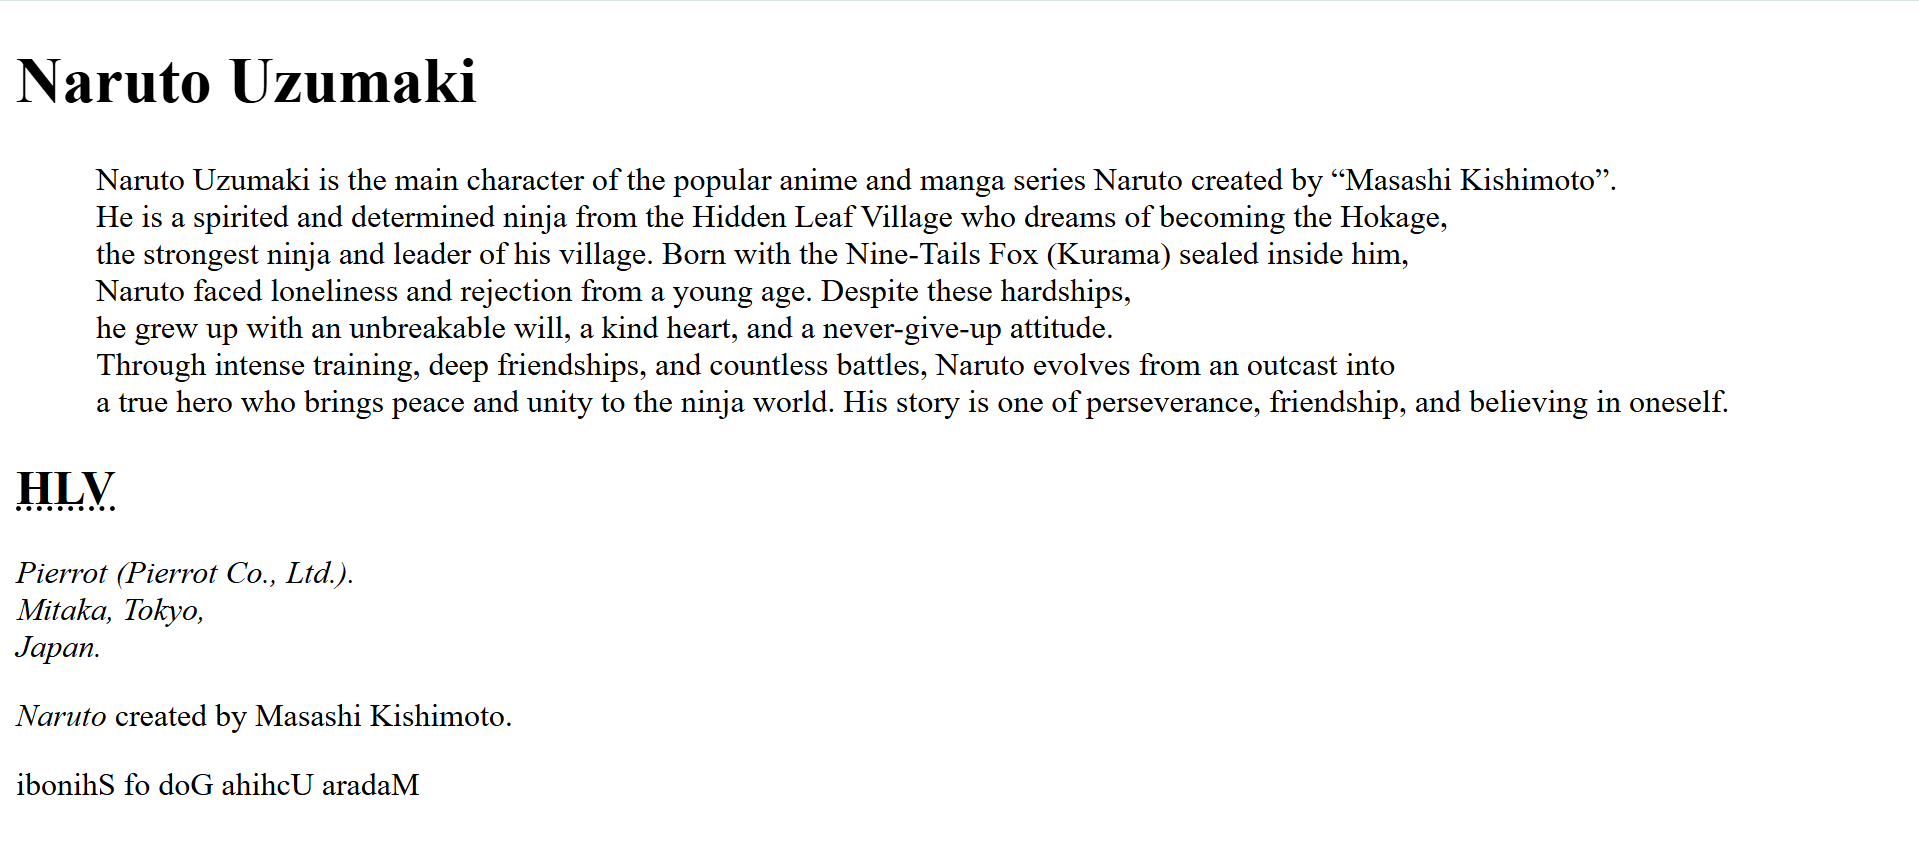 Naruto Uzumaki
Naruto Uzumaki is the main character of the popular anime and manga series Naruto created by “Masashi Kishimoto”.
He is a spirited and determined ninja from the Hidden Leaf Village who dreams of becoming the Hokage,
the strongest ninja and leader of his village. Born with the Nine-Tails Fox (Kurama) sealed inside him,
Naruto faced loneliness and rejection from a young age. Despite these hardships,
he grew up with an unbreakable will, a kind heart, and a never-give-up attitude.
Through intense training, deep friendships, and countless battles, Naruto evolves from an outcast into
a true hero who brings peace and unity to the ninja world. His story is one of perseverance, friendship, and believing in oneself.
HLV
Pierrot (Pierrot Co., Ltd.).
Mitaka, Tokyo,
Japan.
Naruto created by Masashi Kishimoto.
ibonihS fo doG ahihcU aradaM